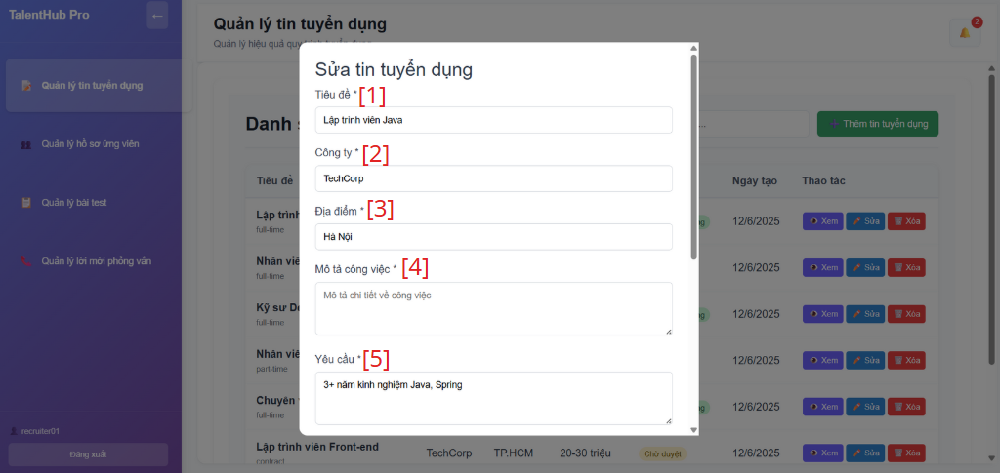 TalentHub Pro
←
Quản lý tin tuyển dụng
Quản lý hồ sơ ứng viên
Quản lý bài test
Quản lý lời mời phỏng vấn
recruiter01
Đăng xuất
Quản lý tin tuyển dụng
Quản lý hiệu quả quy trình tuyển dụng
2
Danh s
...
Thêm tin tuyển dụng
Tiêu đề
Ngày tạo
Thao tác
Lập trình
full-time
12/6/2025
Xem
Sửa
Xóa
Nhân viê
full-time
12/6/2025
Xem
Sửa
Xóa
Kỹ sư De
full-time
12/6/2025
Xem
Sửa
Xóa
Nhân viê
part-time
12/6/2025
Xem
Sửa
Xóa
Chuyên
full-time
12/6/2025
Xem
Sửa
Xóa
Lập trình viên Front-end
contract
TechCorp
TP.HCM
20-30 triệu
Chờ duyệt
12/6/2025
Xem
Sửa
Xóa
Sửa tin tuyển dụng
Tiêu đề * [1]
Lập trình viên Java
Công ty * [2]
TechCorp
Địa điểm * [3]
Hà Nội
Mô tả công việc * [4]
Mô tả chi tiết về công việc
Yêu cầu * [5]
3+ năm kinh nghiệm Java, Spring